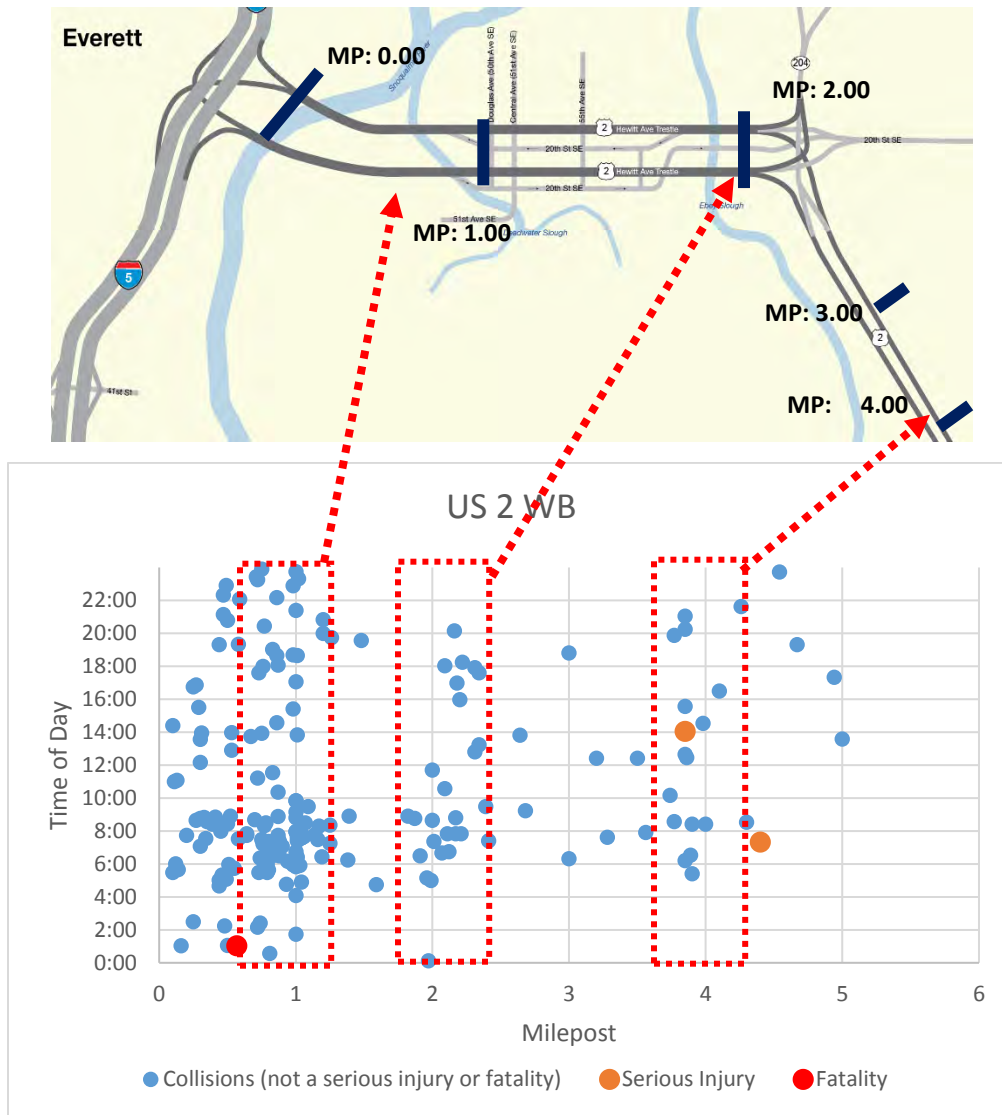 Everett
MP: 0.00
5
Snoqualmie River
Douglas Ave (50th Ave SE)
Central Ave (51st Ave SE)
55th Ave SE
204
MP: 2.00
2
Hewitt Ave Trestle
20th St SE
20th St SE
2
Hewitt Ave Trestle
20th St SE
51st Ave SE
MP: 1.00
Deadwater Slough
Ebey Slough
5
MP: 3.00
2
41st St
MP: 4.00
US 2 WB
Time of Day
22:00
20:00
18:00
16:00
14:00
12:00
10:00
8:00
6:00
4:00
2:00
0:00
0 1 2 3 4 5 6
Milepost
Collisions (not a serious injury or fatality) Serious Injury Fatality